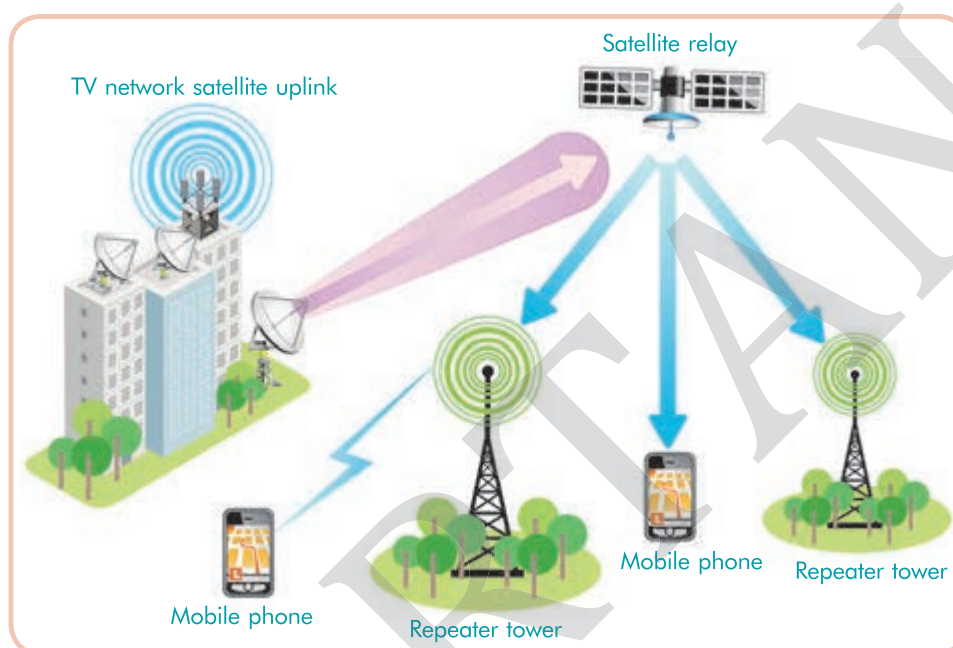 Satellite relay
TV network satellite uplink
Mobile phone
Repeater tower
Mobile phone
Repeater tower